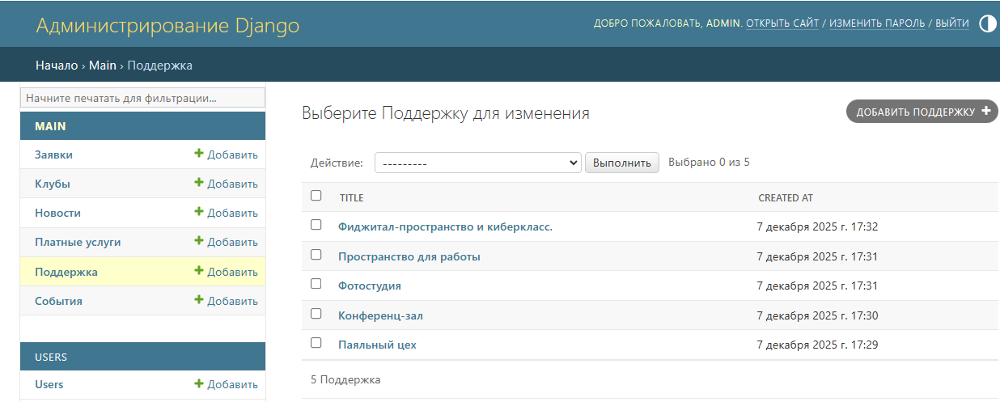 Администрирование Django
ДОБРО ПОЖАЛОВАТЬ, ADMIN. ОТКРЫТЬ САЙТ / ИЗМЕНИТЬ ПАРОЛЬ / ВЫЙТИ
Начало › Main › Поддержка
Начните печатать для фильтрации...
MAIN
Заявки + Добавить
Клубы + Добавить
Новости + Добавить
Платные услуги + Добавить
Поддержка + Добавить
События + Добавить
USERS
Users + Добавить
Выберите Поддержку для изменения
ДОБАВИТЬ ПОДДЕРЖКУ +
Действие: --------- Выполнить Выбрано 0 из 5
TITLE CREATED AT
Фиджитал-пространство и киберкласс. 7 декабря 2025 г. 17:32
Пространство для работы 7 декабря 2025 г. 17:31
Фотостудия 7 декабря 2025 г. 17:31
Конференц-зал 7 декабря 2025 г. 17:30
Паяльный цех 7 декабря 2025 г. 17:29
5 Поддержка